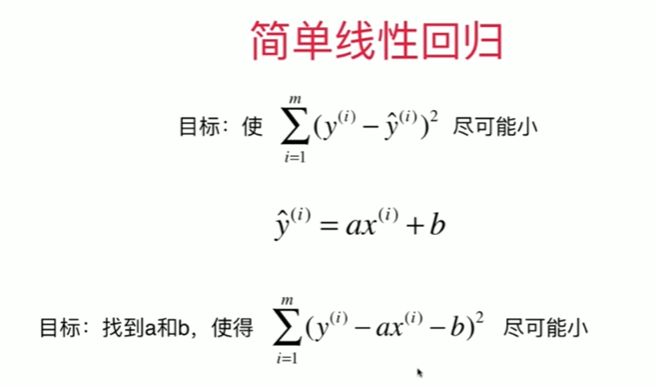 简单线性回归
目标：使 $\sum_{i=1}^{m}(y^{(i)} - \hat{y}^{(i)})^2$ 尽可能小
$\hat{y}^{(i)} = ax^{(i)} + b$
目标：找到a和b，使得 $\sum_{i=1}^{m}(y^{(i)} - ax^{(i)} - b)^2$ 尽可能小